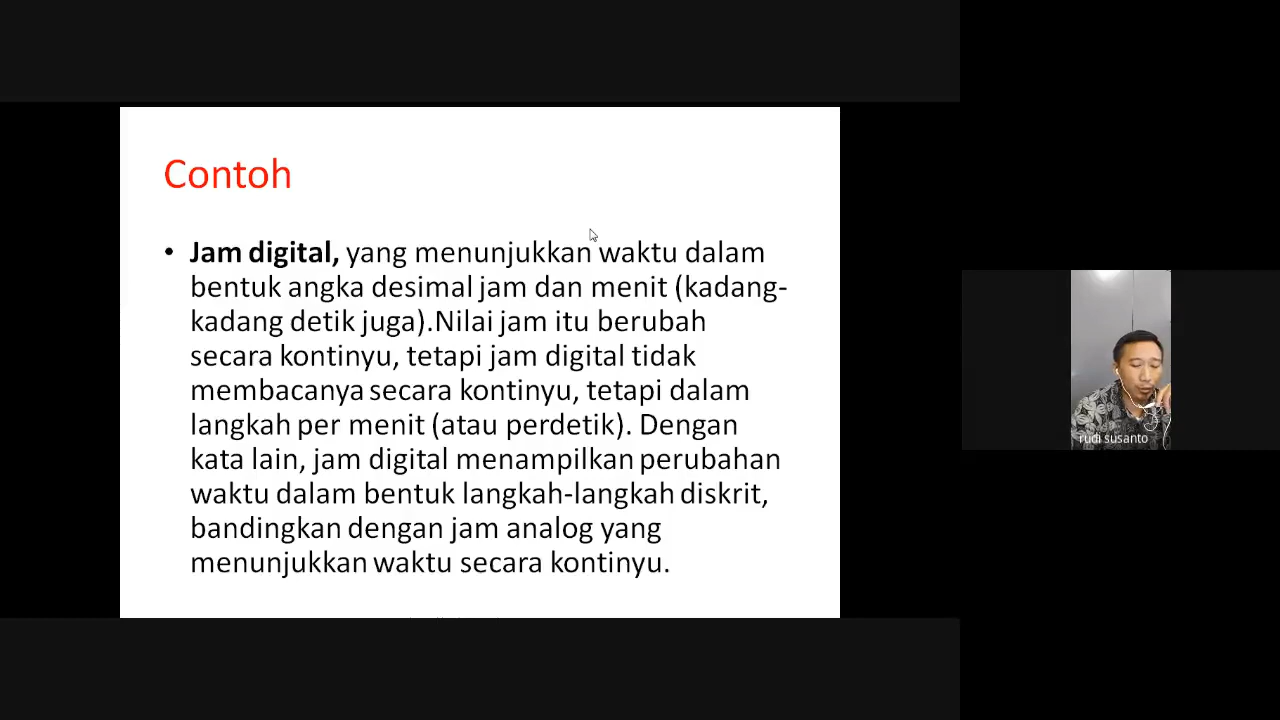 Contoh
• Jam digital, yang menunjukkan waktu dalam
bentuk angka desimal jam dan menit (kadang-
kadang detik juga).Nilai jam itu berubah
secara kontinyu, tetapi jam digital tidak
membacanya secara kontinyu, tetapi dalam
langkah per menit (atau perdetik). Dengan
kata lain, jam digital menampilkan perubahan
waktu dalam bentuk langkah-langkah diskrit,
bandingkan dengan jam analog yang
menunjukkan waktu secara kontinyu.
rudi susanto